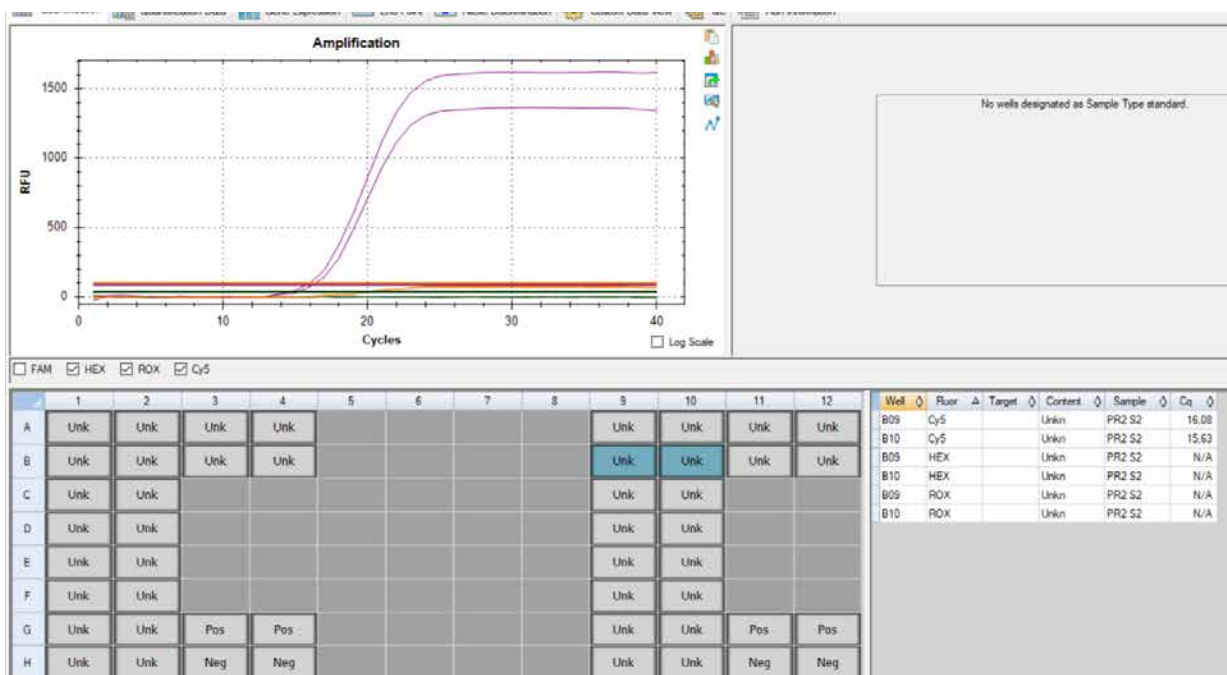 Amplification
1500
1000
500
0
RFU
0 10 20 30 40
Cycles
Log Scale
No wells designated as Sample Type standard.
FAM HEX ROX Cy5
1 2 3 4 5 6 7 8 9 10 11 12
A Unk Unk Unk Unk Unk Unk Unk Unk
B Unk Unk Unk Unk Unk Unk Unk Unk
C Unk Unk Unk Unk
D Unk Unk Unk Unk
E Unk Unk Unk Unk
F Unk Unk Unk Unk
G Unk Unk Pos Pos Unk Unk Pos Pos
H Unk Unk Neg Neg Unk Unk Neg Neg
Well Fluor Target Content Sample Cq
B09 Cy5 Unkn PR2 S2 16,08
B10 Cy5 Unkn PR2 S2 15,63
B09 HEX Unkn PR2 S2 N/A
B10 HEX Unkn PR2 S2 N/A
B09 ROX Unkn PR2 S2 N/A
B10 ROX Unkn PR2 S2 N/A